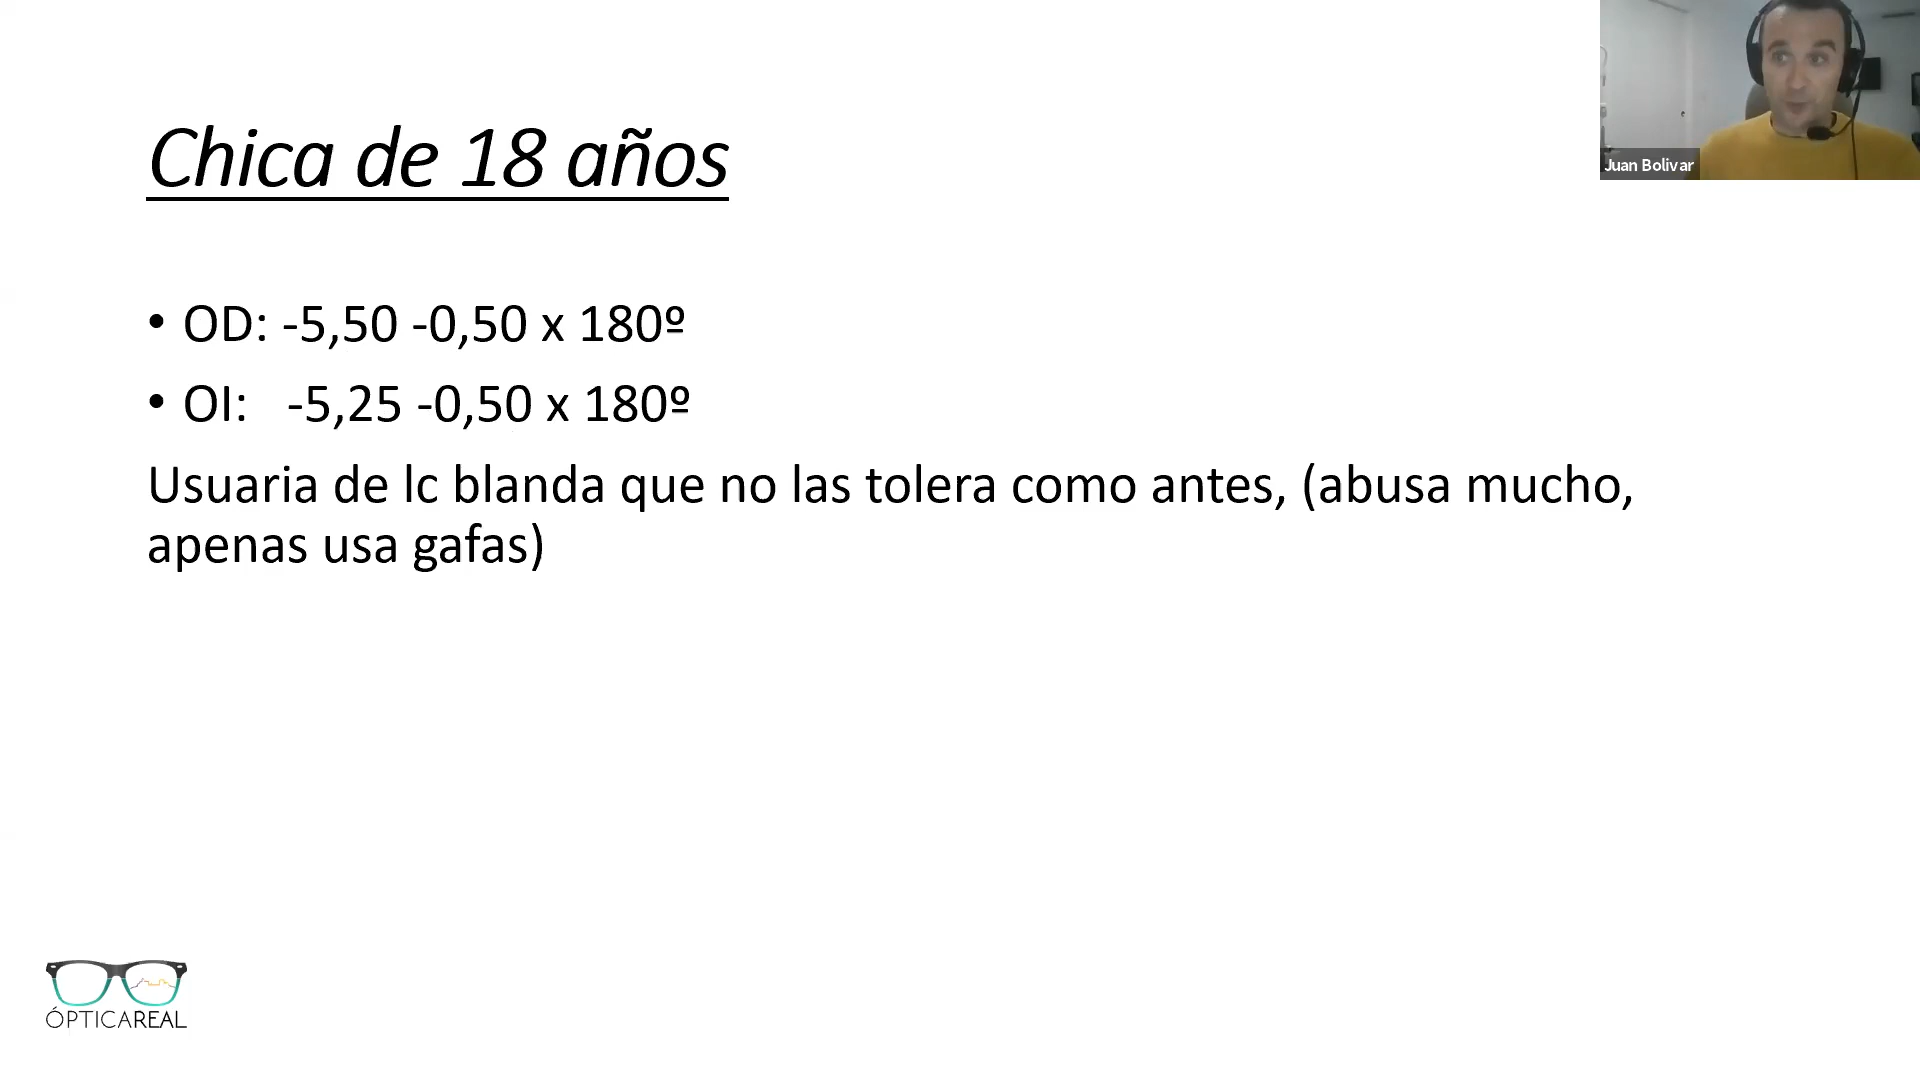 Chica de 18 años
Juan Bolivar
• OD: -5,50 -0,50 x 180º
• OI: -5,25 -0,50 x 180º
Usuaria de lc blanda que no las tolera como antes, (abusa mucho,
apenas usa gafas)
ÓPTICAREAL